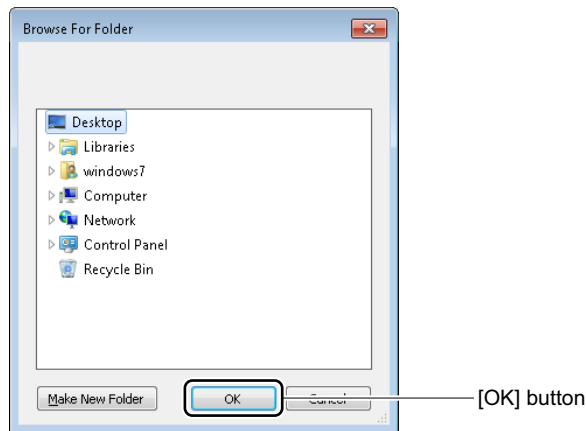 Browse For Folder
Desktop
Libraries
windows7
Computer
Network
Control Panel
Recycle Bin
Make New Folder
OK
Cancel
[OK] button